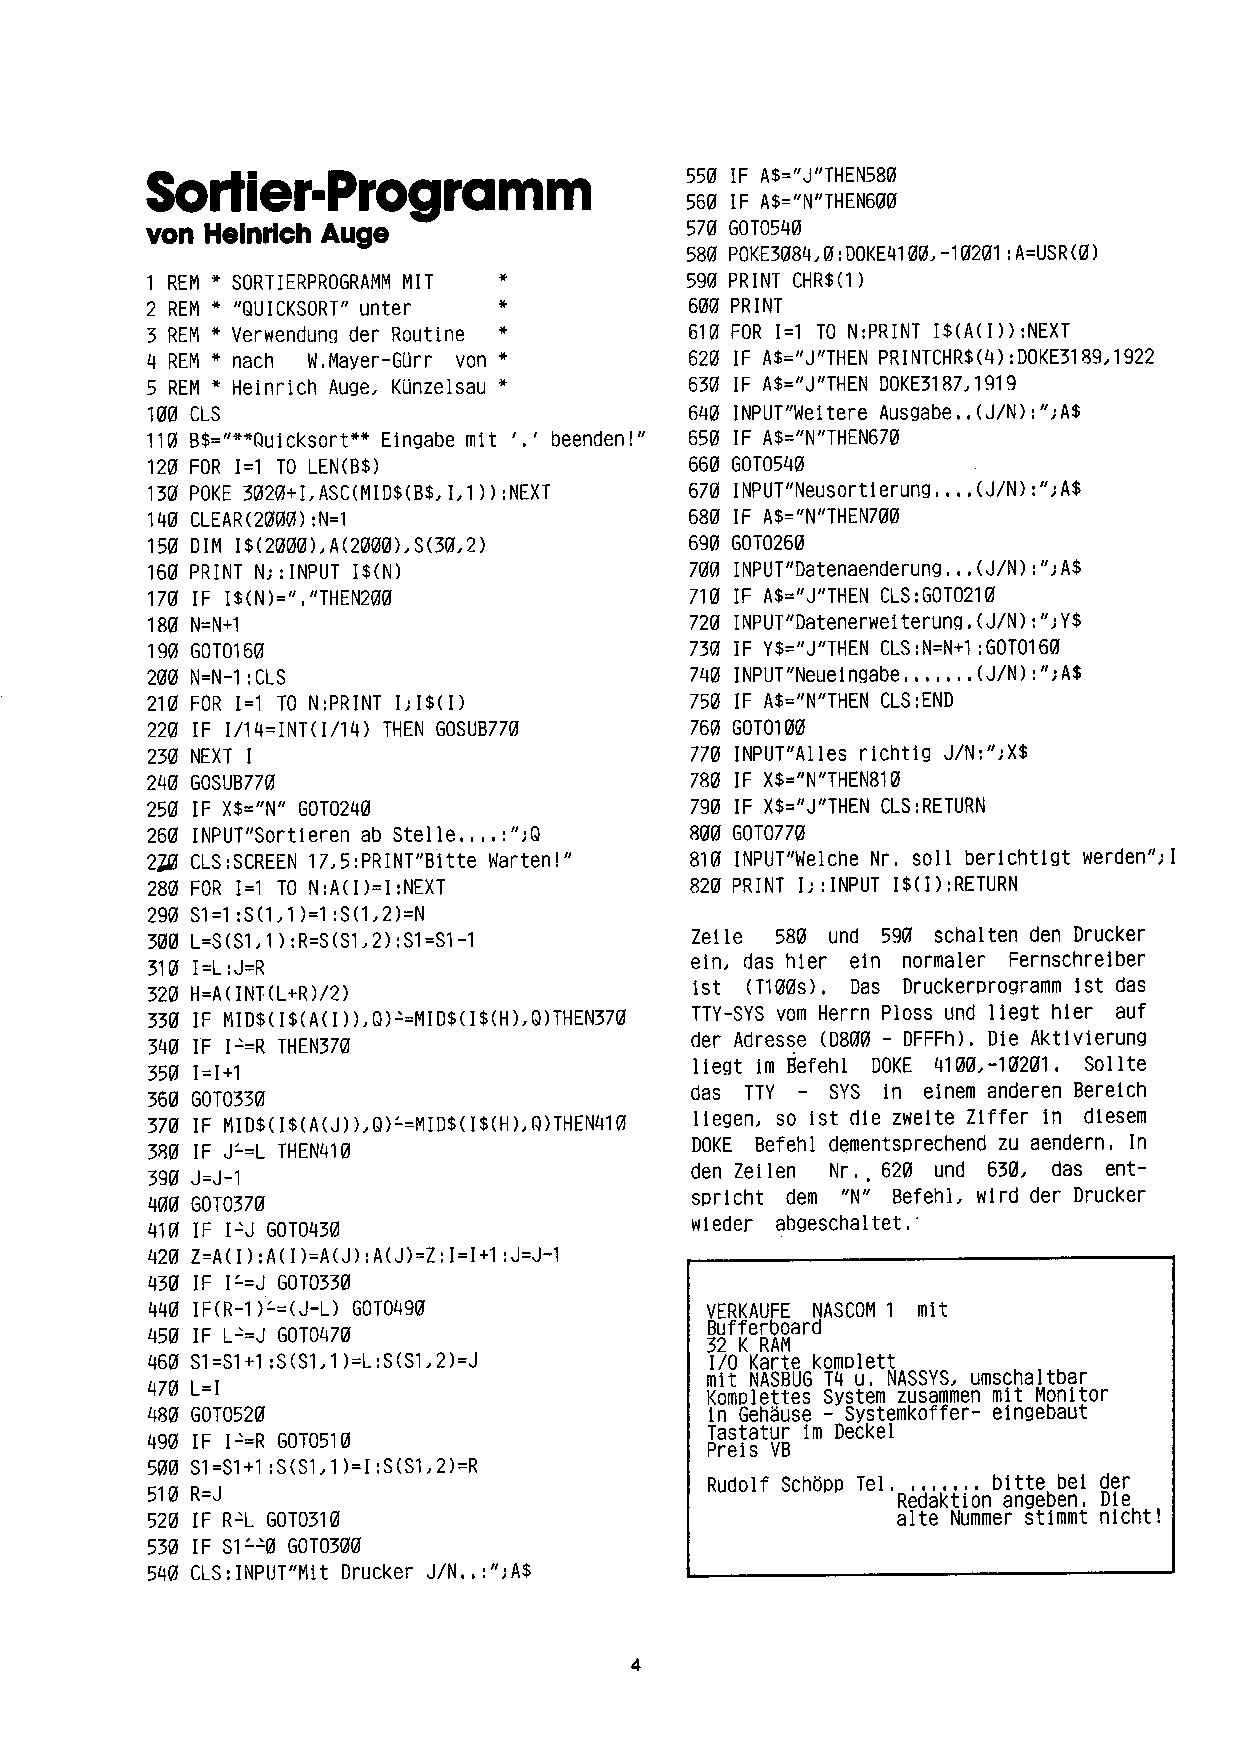 Sortier-Programm
von Heinrich Auge
1 REM * SORTIERPROGRAMM MIT      *
2 REM * "QUICKSORT" unter        *
3 REM * Verwendung der Routine   *
4 REM * nach   W.Mayer-Gürr  von *
5 REM * Heinrich Auge, Künzelsau *
100 CLS
110 B$="**Quicksort** Eingabe mit '.' beenden!"
120 FOR I=1 TO LEN(B$)
130 POKE 3020+I,ASC(MID$(B$,I,1)):NEXT
140 CLEAR(2000):N=1
150 DIM I$(2000),A(2000),S(30,2)
160 PRINT N;:INPUT I$(N)
170 IF I$(N)="."THEN200
180 N=N+1
190 GOTO160
200 N=N-1:CLS
210 FOR I=1 TO N:PRINT I;I$(I)
220 IF I/14=INT(I/14) THEN GOSUB770
230 NEXT I
240 GOSUB770
250 IF X$="N" GOTO240
260 INPUT"Sortieren ab Stelle....:";Q
270 CLS:SCREEN 17,5:PRINT"Bitte Warten!"
280 FOR I=1 TO N:A(I)=I:NEXT
290 S1=1:S(1,1)=1:S(1,2)=N
300 L=S(S1,1):R=S(S1,2):S1=S1-1
310 I=L:J=R
320 H=A(INT(L+R)/2)
330 IF MID$(I$(A(I)),Q)∸=MID$(I$(H),Q)THEN370
340 IF I∸=R THEN370
350 I=I+1
360 GOTO330
370 IF MID$(I$(A(J)),Q)∸=MID$(I$(H),Q)THEN410
380 IF J∸=L THEN410
390 J=J-1
400 GOTO370
410 IF I∸J GOTO430
420 Z=A(I):A(I)=A(J):A(J)=Z:I=I+1:J=J-1
430 IF I∸=J GOTO330
440 IF(R-1)∸=(J-L) GOTO490
450 IF L∸=J GOTO470
460 S1=S1+1:S(S1,1)=L:S(S1,2)=J
470 L=I
480 GOTO520
490 IF I∸=R GOTO510
500 S1=S1+1:S(S1,1)=I:S(S1,2)=R
510 R=J
520 IF R∸L GOTO310
530 IF S1∸∸0 GOTO300
540 CLS:INPUT"Mit Drucker J/N..:";A$
550 IF A$="J"THEN580
560 IF A$="N"THEN600
570 GOTO540
580 POKE3084,0:DOKE4100,-10201:A=USR(0)
590 PRINT CHR$(1)
600 PRINT
610 FOR I=1 TO N:PRINT I$(A(I)):NEXT
620 IF A$="J"THEN PRINTCHR$(4):DOKE3189,1922
630 IF A$="J"THEN DOKE3187,1919
640 INPUT"Weitere Ausgabe..(J/N):";A$
650 IF A$="N"THEN670
660 GOTO540
670 INPUT"Neusortierung....(J/N):";A$
680 IF A$="N"THEN700
690 GOTO260
700 INPUT"Datenaenderung...(J/N):";A$
710 IF A$="J"THEN CLS:GOTO210
720 INPUT"Datenerweiterung.(J/N):";Y$
730 IF Y$="J"THEN CLS:N=N+1:GOTO160
740 INPUT"Neueingabe.......(J/N):";A$
750 IF A$="N"THEN CLS:END
760 GOTO100
770 INPUT"Alles richtig J/N:";X$
780 IF X$="N"THEN810
790 IF X$="J"THEN CLS:RETURN
800 GOTO770
810 INPUT"Welche Nr. soll berichtigt werden";I
820 PRINT I;:INPUT I$(I):RETURN
Zeile 580 und 590 schalten den Drucker
ein, das hier ein normaler Fernschreiber
ist (T100s). Das Druckerprogramm ist das
TTY-SYS vom Herrn Ploss und liegt hier auf
der Adresse (D800 - DFFFh). Die Aktivierung
liegt im Befehl DOKE 4100,-10201. Sollte
das TTY - SYS in einem anderen Bereich
liegen, so ist die zweite Ziffer in diesem
DOKE Befehl dementsprechend zu aendern. In
den Zeilen Nr. 620 und 630, das ent-
spricht dem "N" Befehl, wird der Drucker
wieder abgeschaltet.
VERKAUFE NASCOM 1 mit
Bufferboard
32 K RAM
I/O Karte komplett
mit NASBUG T4 u. NASSYS, umschaltbar
Komplettes System zusammen mit Monitor
in Gehäuse - Systemkoffer- eingebaut
Tastatur im Deckel
Preis VB
Rudolf Schöpp Tel. ....... bitte bei der
Redaktion angeben. Die
alte Nummer stimmt nicht!
4